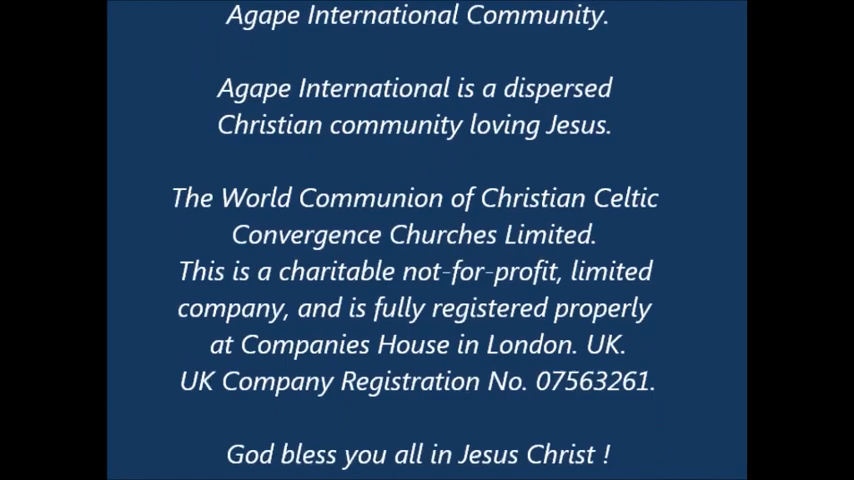 Agape International Community.
Agape International is a dispersed
Christian community loving Jesus.
The World Communion of Christian Celtic
Convergence Churches Limited.
This is a charitable not-for-profit, limited
company, and is fully registered properly
at Companies House in London. UK.
UK Company Registration No. 07563261.
God bless you all in Jesus Christ !